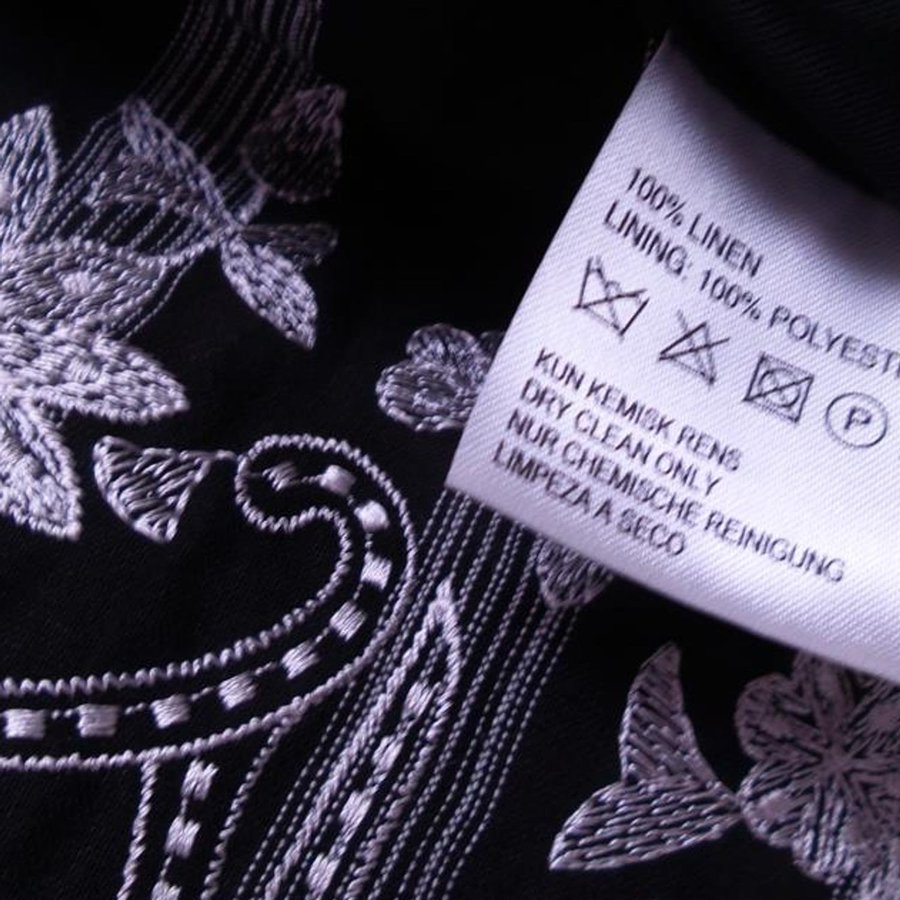 100% LINEN
LINING: 100% POLYEST
P
KUN KEMISK RENS
DRY CLEAN ONLY
NUR CHEMISCHE REINIGUNG
LIMPEZA A SECO